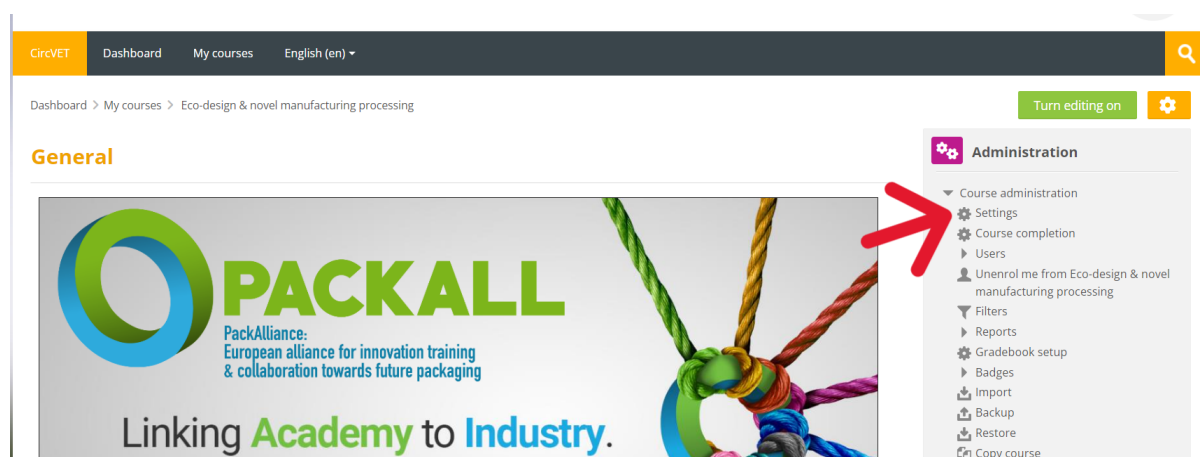 CircVET Dashboard My courses English (en)
Dashboard > My courses > Eco-design & novel manufacturing processing
Turn editing on
General
PACKALL
PackAlliance:
European alliance for innovation training
& collaboration towards future packaging
Linking Academy to Industry.
Administration
Course administration
Settings
Course completion
Users
Unenrol me from Eco-design & novel
manufacturing processing
Filters
Reports
Gradebook setup
Badges
Import
Backup
Restore
Copy course